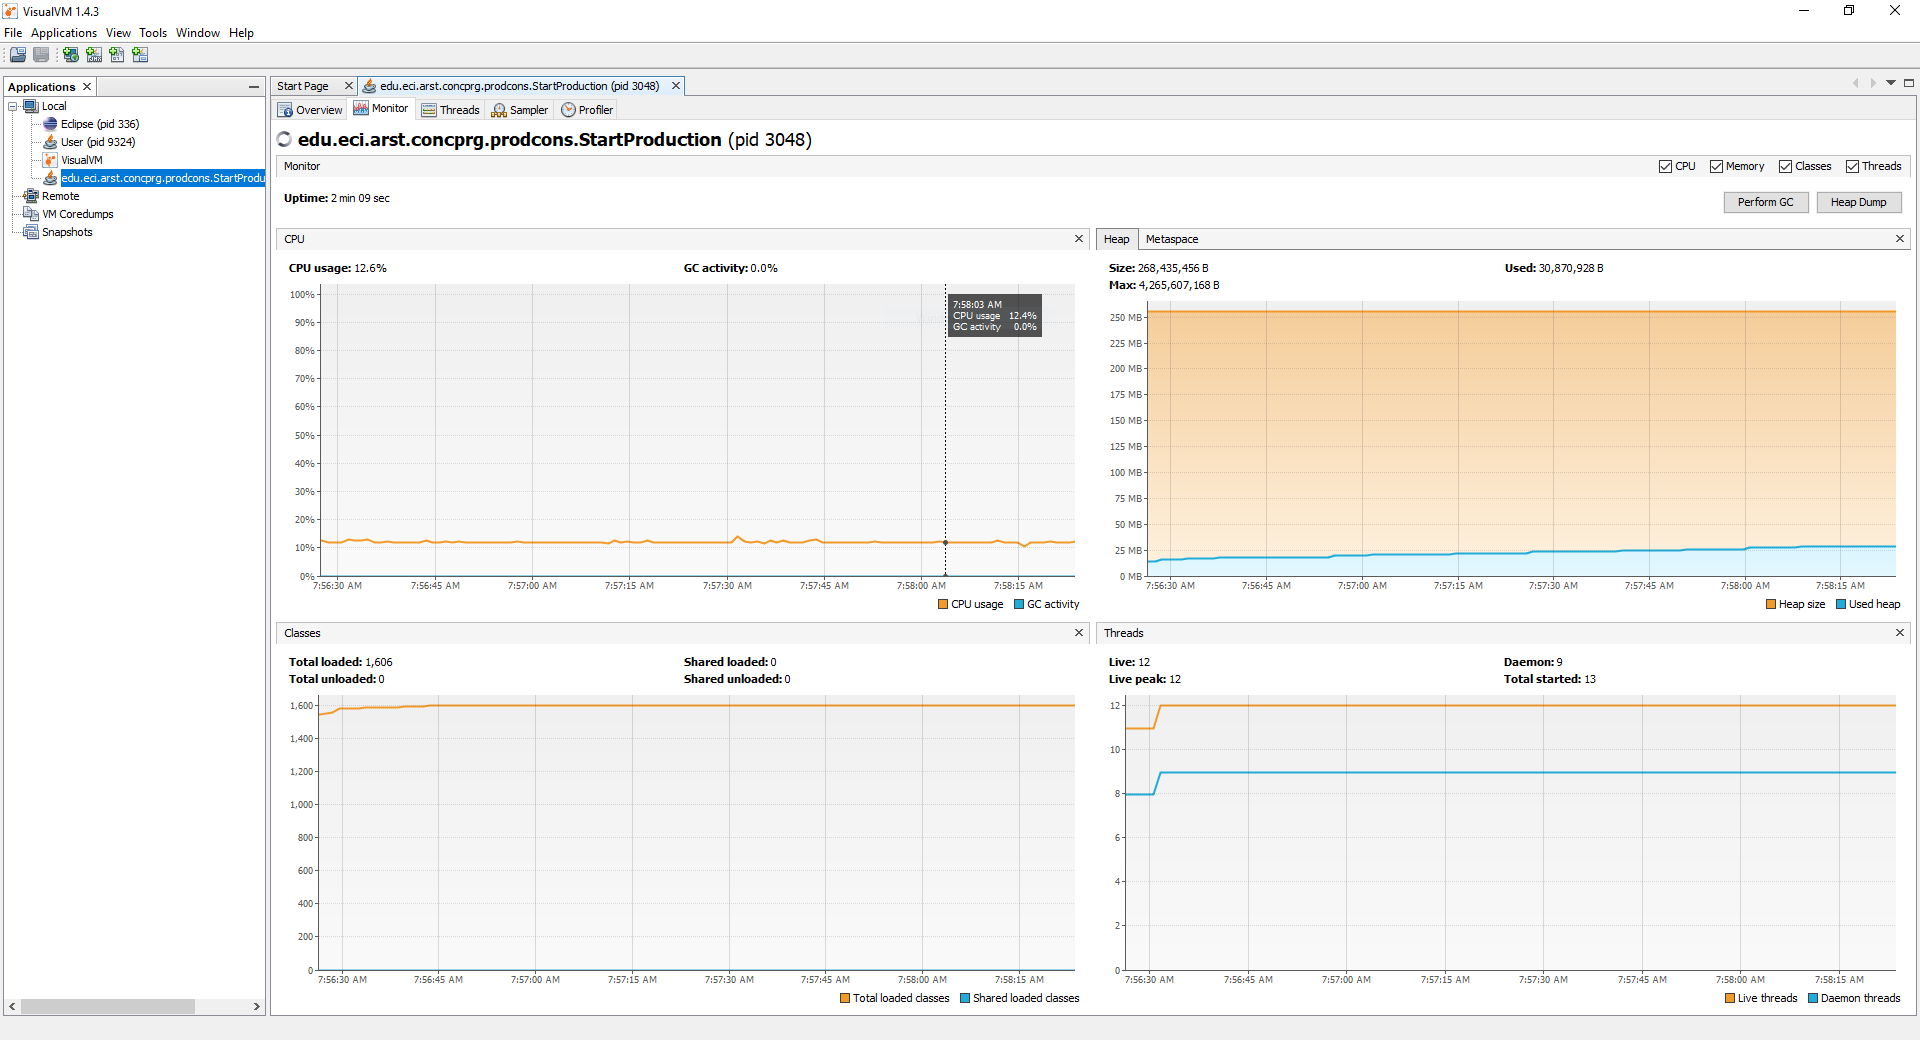 VisualVM 1.4.3
File Applications View Tools Window Help
Applications
Local
Eclipse (pid 336)
User (pid 9324)
VisualVM
edu.eci.arst.concprg.prodcons.StartProdu
Remote
VM Coredumps
Snapshots
Start Page edu.eci.arst.concprg.prodcons.StartProduction (pid 3048)
Overview Monitor Threads Sampler Profiler
edu.eci.arst.concprg.prodcons.StartProduction (pid 3048)
Monitor CPU Memory Classes Threads
Uptime: 2 min 09 sec
Perform GC Heap Dump
CPU
CPU usage: 12.6% GC activity: 0.0%
100%
90%
80%
70%
60%
50%
40%
30%
20%
10%
0%
7:58:03 AM
CPU usage 12.4%
GC activity 0.0%
7:56:30 AM 7:56:45 AM 7:57:00 AM 7:57:15 AM 7:57:30 AM 7:57:45 AM 7:58:00 AM 7:58:15 AM
CPU usage GC activity
Heap Metaspace
Size: 268,435,456 B Used: 30,870,928 B
Max: 4,265,607,168 B
250 MB
225 MB
200 MB
175 MB
150 MB
125 MB
100 MB
75 MB
50 MB
25 MB
0 MB
7:56:30 AM 7:56:45 AM 7:57:00 AM 7:57:15 AM 7:57:30 AM 7:57:45 AM 7:58:00 AM 7:58:15 AM
Heap size Used heap
Classes
Total loaded: 1,606 Shared loaded: 0
Total unloaded: 0 Shared unloaded: 0
1,600
1,400
1,200
1,000
800
600
400
200
0
7:56:30 AM 7:56:45 AM 7:57:00 AM 7:57:15 AM 7:57:30 AM 7:57:45 AM 7:58:00 AM 7:58:15 AM
Total loaded classes Shared loaded classes
Threads
Live: 12 Daemon: 9
Live peak: 12 Total started: 13
12
10
8
6
4
2
0
7:56:30 AM 7:56:45 AM 7:57:00 AM 7:57:15 AM 7:57:30 AM 7:57:45 AM 7:58:00 AM 7:58:15 AM
Live threads Daemon threads